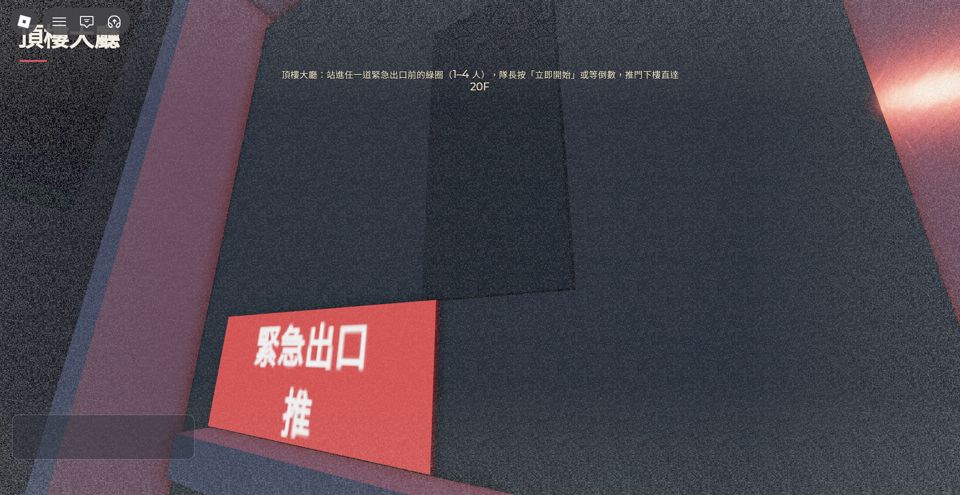 頂樓大廳
頂樓大廳：站進任一道緊急出口前的綠圈（1–4 人），隊長按「立即開始」或等倒數，推門下樓直達
20F
緊急出口
推